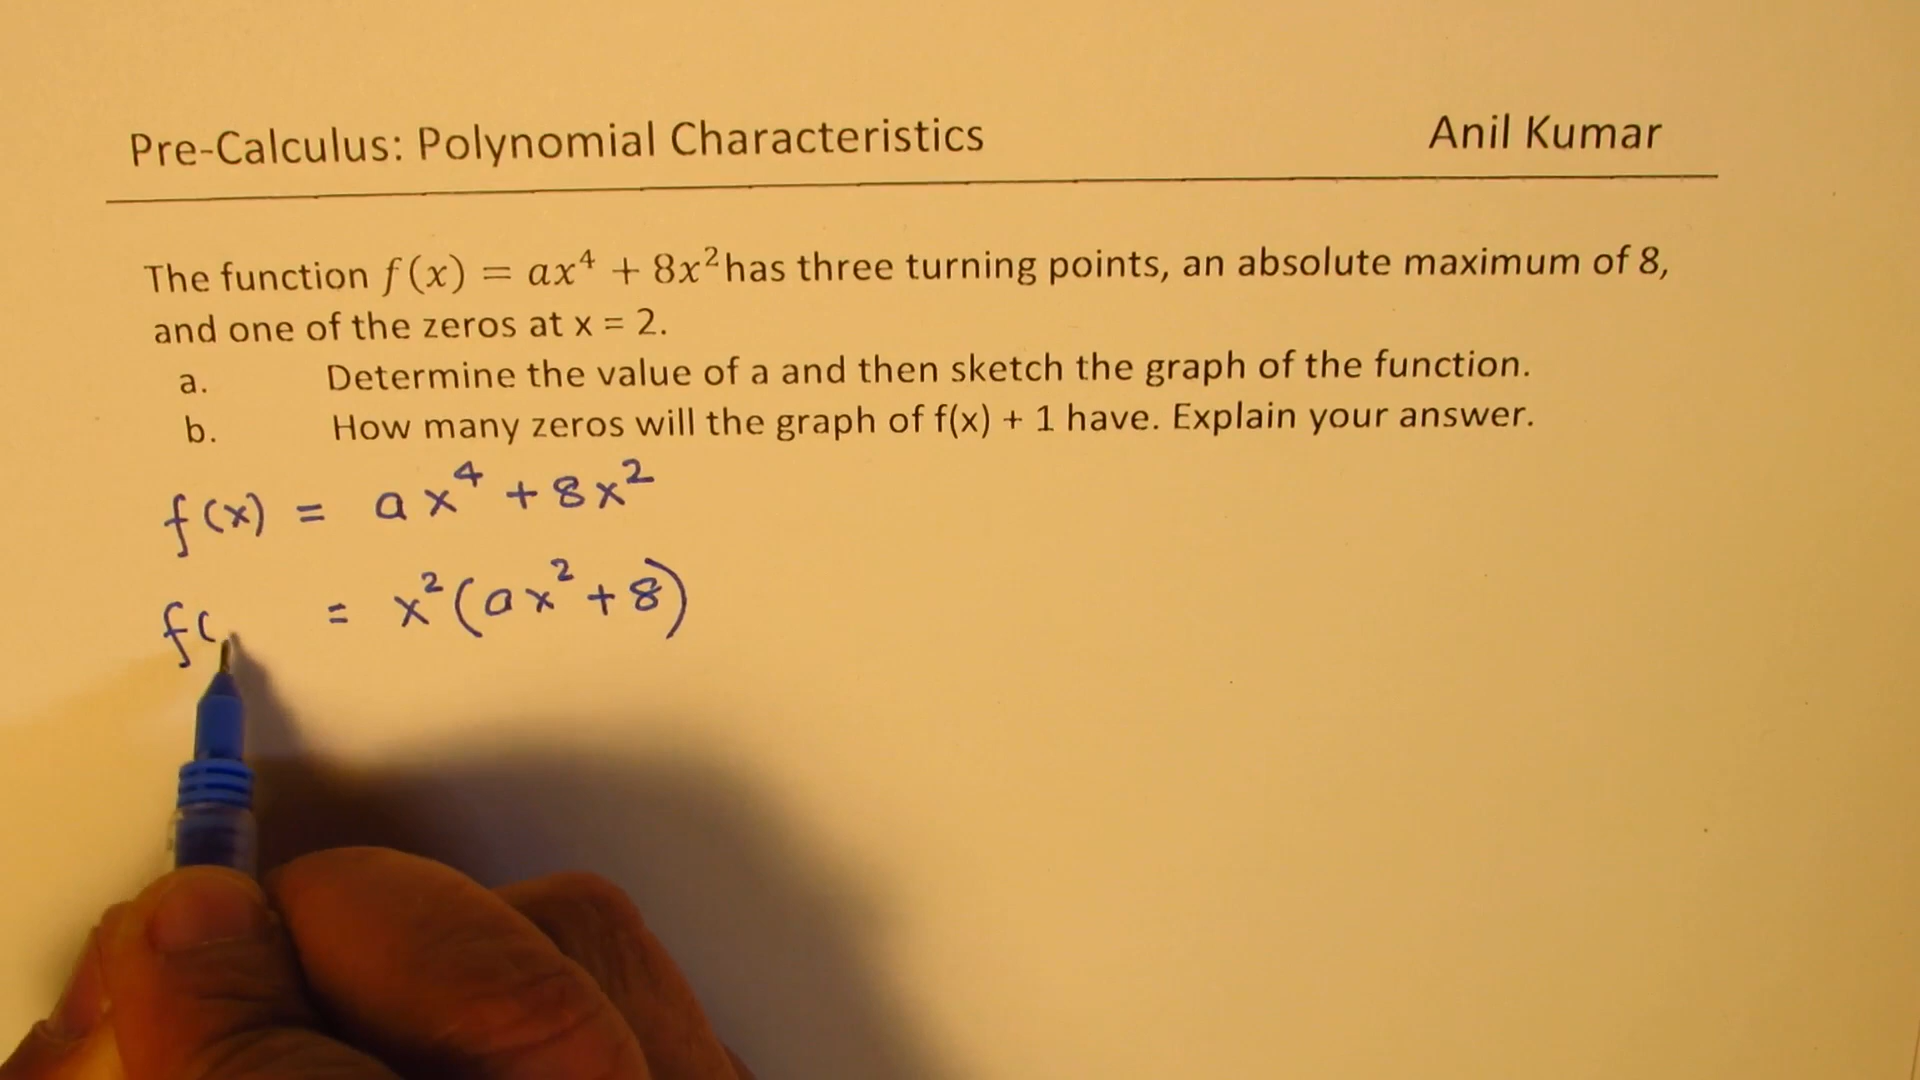 Pre-Calculus: Polynomial Characteristics Anil Kumar
The function f(x) = ax⁴ + 8x² has three turning points, an absolute maximum of 8,
and one of the zeros at x = 2.
a. Determine the value of a and then sketch the graph of the function.
b. How many zeros will the graph of f(x) + 1 have. Explain your answer.
f(x) = ax⁴ + 8x²
f( = x²(ax² + 8)